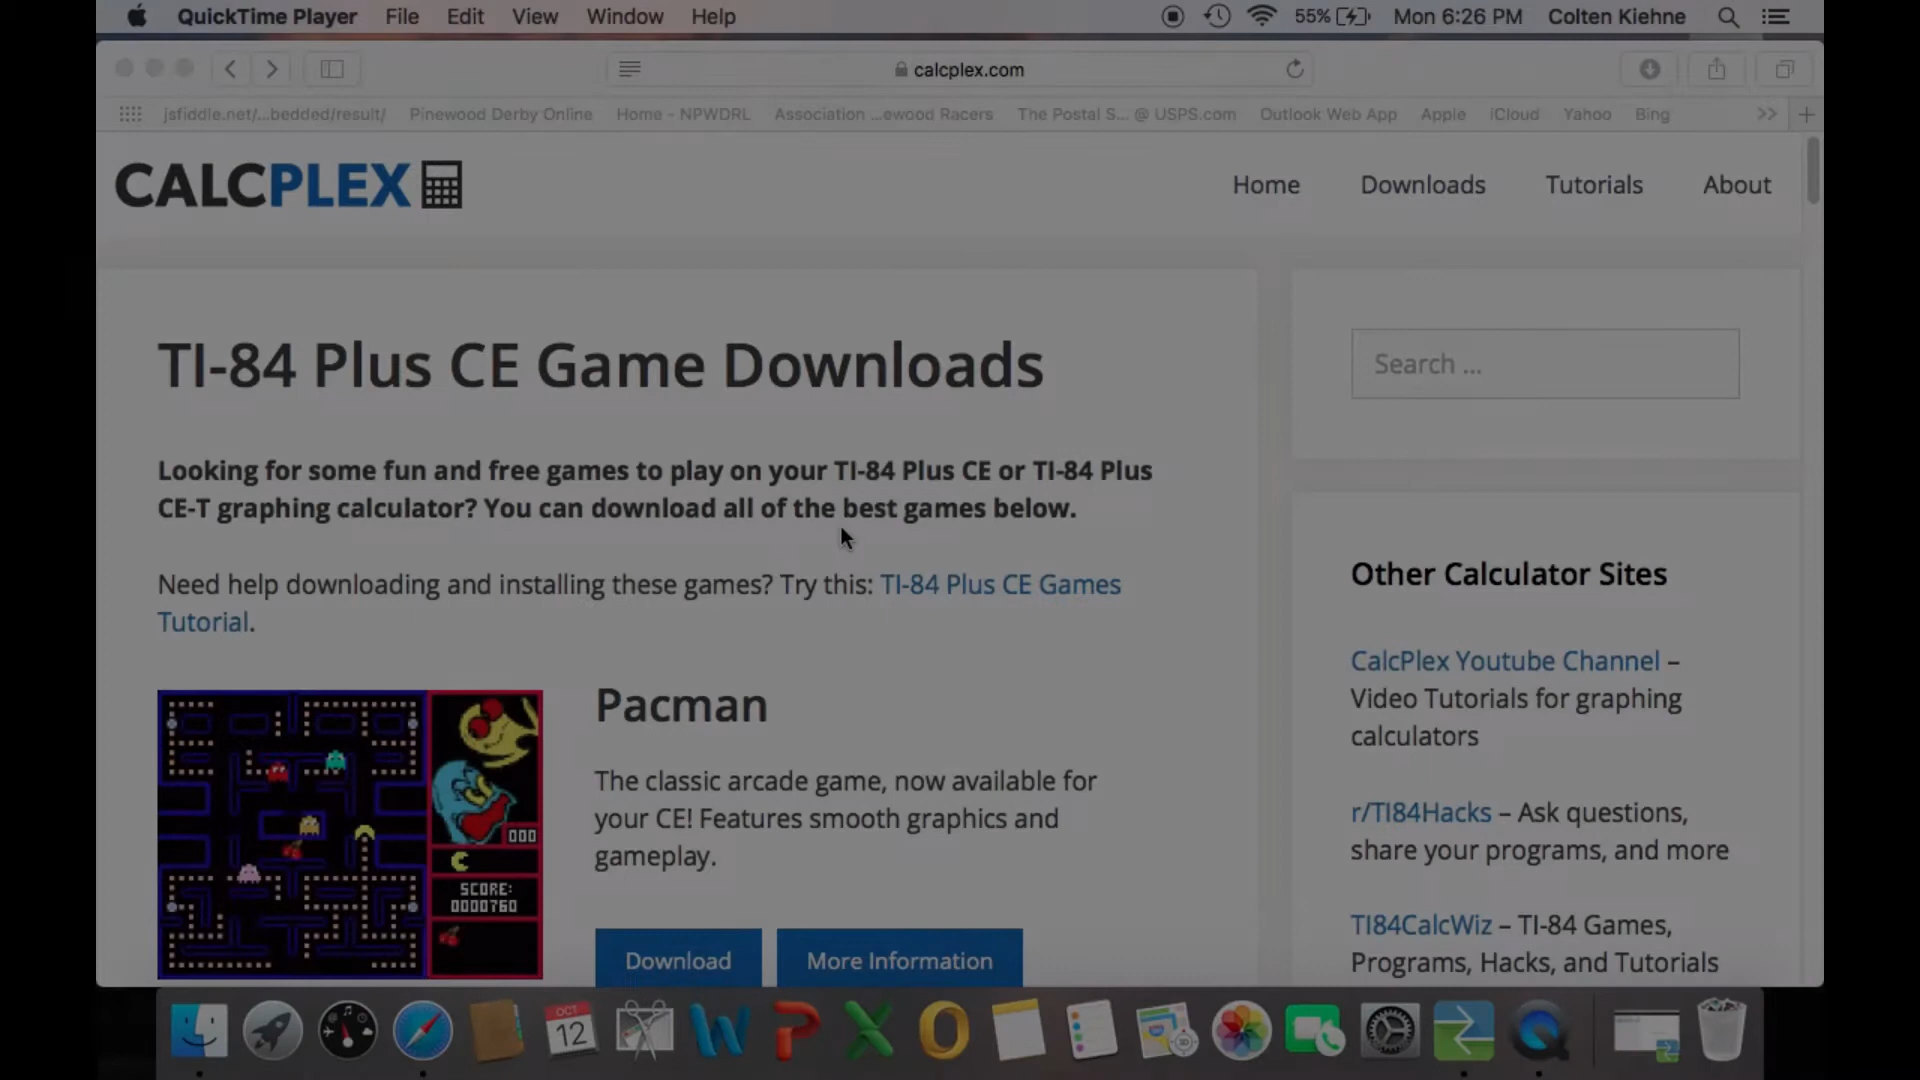 QuickTime Player File Edit View Window Help 55% Mon 6:26 PM Colten Kiehne
calcplex.com
jsfiddle.net/...bedded/result/ Pinewood Derby Online Home - NPWDRL Association ...ewood Racers The Postal S... @ USPS.com Outlook Web App Apple iCloud Yahoo Bing >> +
CALCPLEX Home Downloads Tutorials About
TI-84 Plus CE Game Downloads
Looking for some fun and free games to play on your TI-84 Plus CE or TI-84 Plus
CE-T graphing calculator? You can download all of the best games below.
Need help downloading and installing these games? Try this: TI-84 Plus CE Games
Tutorial.
Pacman
The classic arcade game, now available for
your CE! Features smooth graphics and
gameplay.
Download More Information
000
SCORE:
0000760
Search ...
Other Calculator Sites
CalcPlex Youtube Channel –
Video Tutorials for graphing
calculators
r/TI84Hacks – Ask questions,
share your programs, and more
TI84CalcWiz – TI-84 Games,
Programs, Hacks, and Tutorials
OCT
12